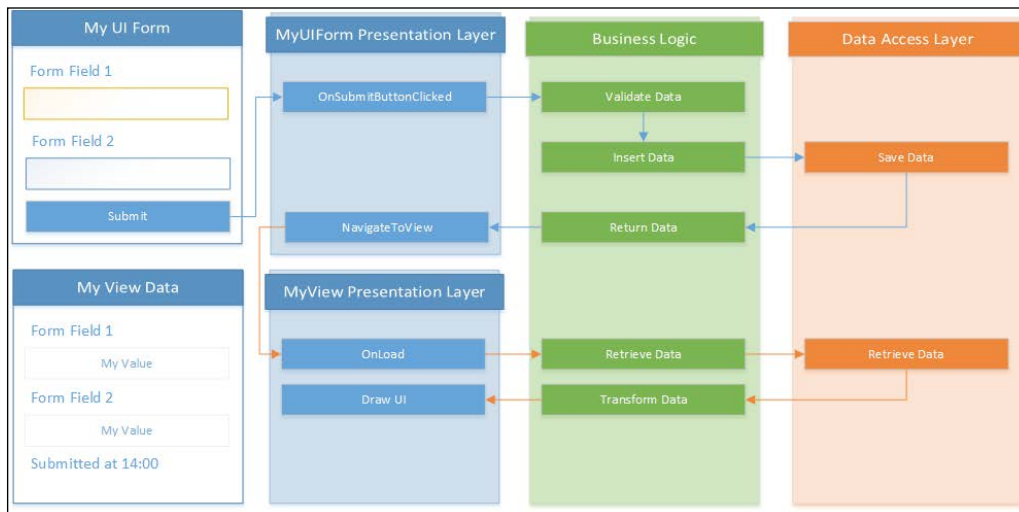 My UI Form
Form Field 1
Form Field 2
Submit
MyUIForm Presentation Layer
OnSubmitButtonClicked
NavigateToView
Business Logic
Validate Data
Insert Data
Return Data
Data Access Layer
Save Data
My View Data
Form Field 1
My Value
Form Field 2
My Value
Submitted at 14:00
MyView Presentation Layer
OnLoad
Draw UI
Retrieve Data
Transform Data
Retrieve Data